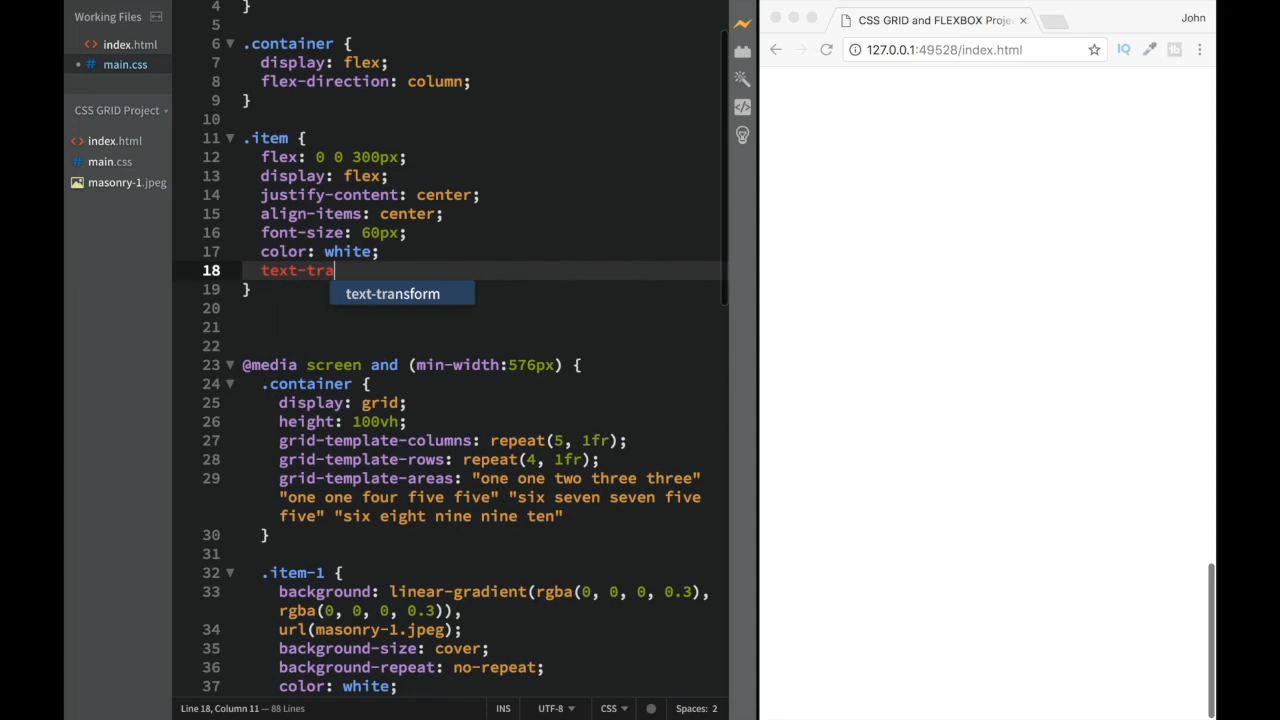 Working Files
index.html
main.css
CSS GRID Project
index.html
main.css
masonry-1.jpeg
4 }
5
6 .container {
7 display: flex;
8 flex-direction: column;
9 }
10
11 .item {
12 flex: 0 0 300px;
13 display: flex;
14 justify-content: center;
15 align-items: center;
16 font-size: 60px;
17 color: white;
18 text-tra
text-transform
19 }
20
21
22
23 @media screen and (min-width:576px) {
24 .container {
25 display: grid;
26 height: 100vh;
27 grid-template-columns: repeat(5, 1fr);
28 grid-template-rows: repeat(4, 1fr);
29 grid-template-areas: "one one two three three"
"one one four five five" "six seven seven five
five" "six eight nine nine ten"
30 }
31
32 .item-1 {
33 background: linear-gradient(rgba(0, 0, 0, 0.3),
rgba(0, 0, 0, 0.3)),
34 url(masonry-1.jpeg);
35 background-size: cover;
36 background-repeat: no-repeat;
37 color: white;
Line 18, Column 11 — 88 Lines
INS
UTF-8
CSS
Spaces: 2
CSS GRID and FLEXBOX Proje
John
127.0.0.1:49528/index.html
IQ